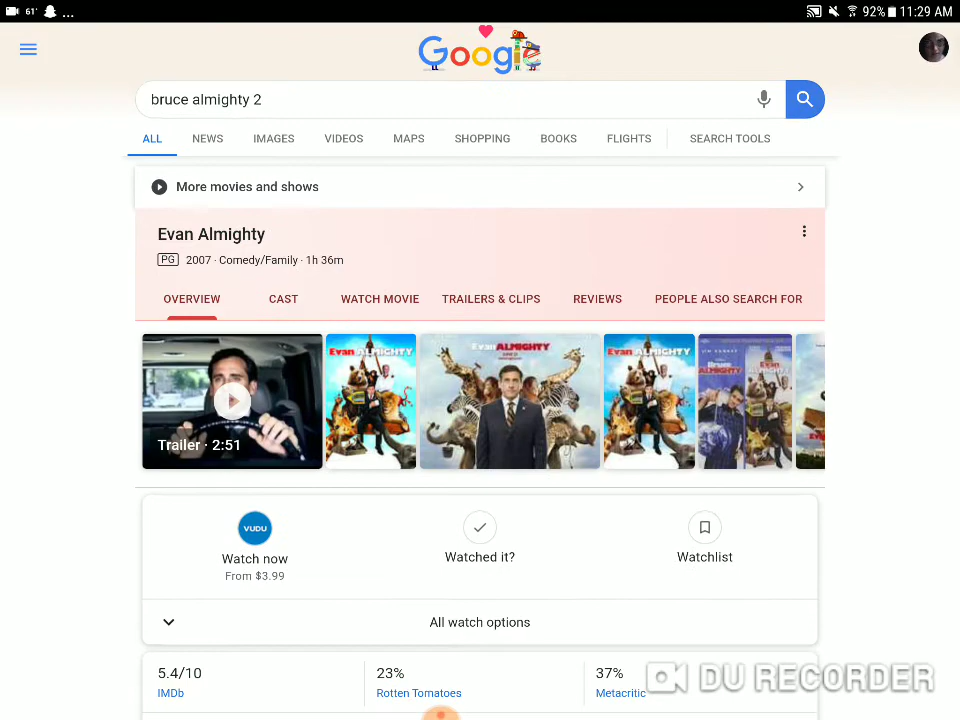 61° ... 92% 11:29 AM
Google
bruce almighty 2
ALL NEWS IMAGES VIDEOS MAPS SHOPPING BOOKS FLIGHTS SEARCH TOOLS
More movies and shows
Evan Almighty
PG 2007 · Comedy/Family · 1h 36m
OVERVIEW CAST WATCH MOVIE TRAILERS & CLIPS REVIEWS PEOPLE ALSO SEARCH FOR
Evan ALMIGHTY
Evan ALMIGHTY
Evan ALMIGHTY
Trailer · 2:51
VUDU
Watch now
From $3.99
Watched it?
Watchlist
All watch options
5.4/10 23% 37%
IMDb Rotten Tomatoes Metacritic
DU RECORDER